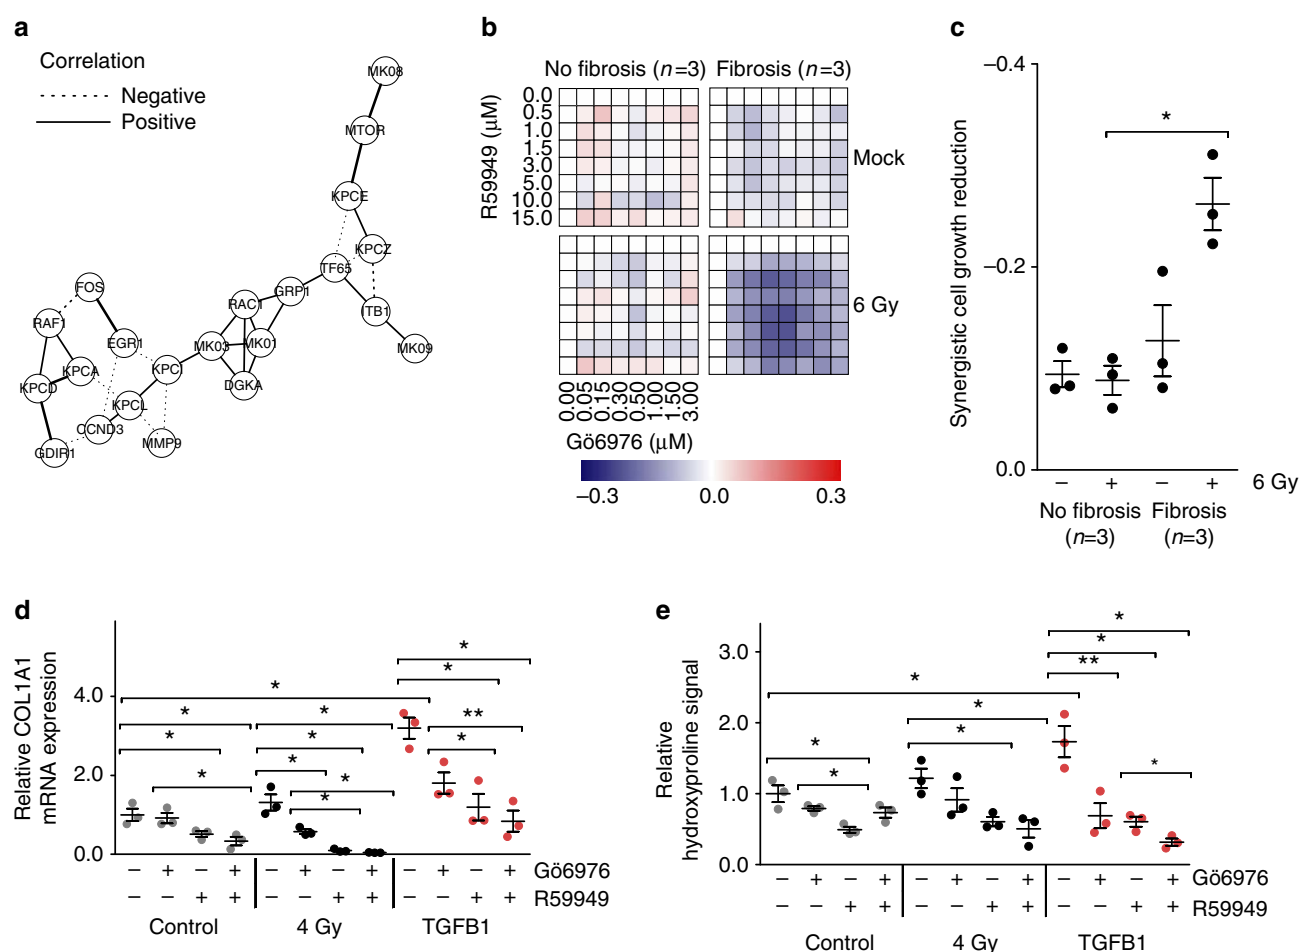 a
Correlation
Negative
Positive
MK08
MTOR
KPCE
KPCZ
TF65
GRP1
ITB1
MK09
RAC1
MK03
MK01
DGKA
FOS
RAF1
EGR1
KPCA
KPCI
KPCD
KPCL
CCND3
MMP9
GDIR1
b
No fibrosis (n=3) Fibrosis (n=3)
R59949 (μM)
0.0
0.5
1.0
1.5
3.0
5.0
10.0
15.0
Mock
6 Gy
0.00
0.05
0.15
0.30
0.50
1.00
1.50
3.00
Gö6976 (μM)
−0.3 0.0 0.3
c
Synergistic cell growth reduction
−0.4
*
−0.2
0.0
− + − + 6 Gy
No fibrosis Fibrosis
(n=3) (n=3)
d
Relative COL1A1
mRNA expression
4.0
2.0
0.0
* * * * * * * * * * * ** *
− + − + − + − + − + − + Gö6976
− − + + − − + + − − + + R59949
Control 4 Gy TGFB1
e
Relative
hydroxyproline signal
3.0
2.0
1.0
0.0
* * * * * * * ** *
− + − + − + − + − + − + Gö6976
− − + + − − + + − − + + R59949
Control 4 Gy TGFB1